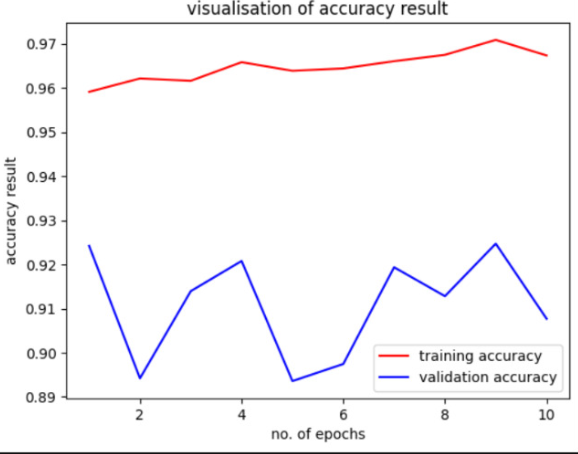 visualisation of accuracy result
0.97
0.96
0.95
0.94
0.93
0.92
0.91
0.90
0.89
accuracy result
training accuracy
validation accuracy
2 4 6 8 10
no. of epochs